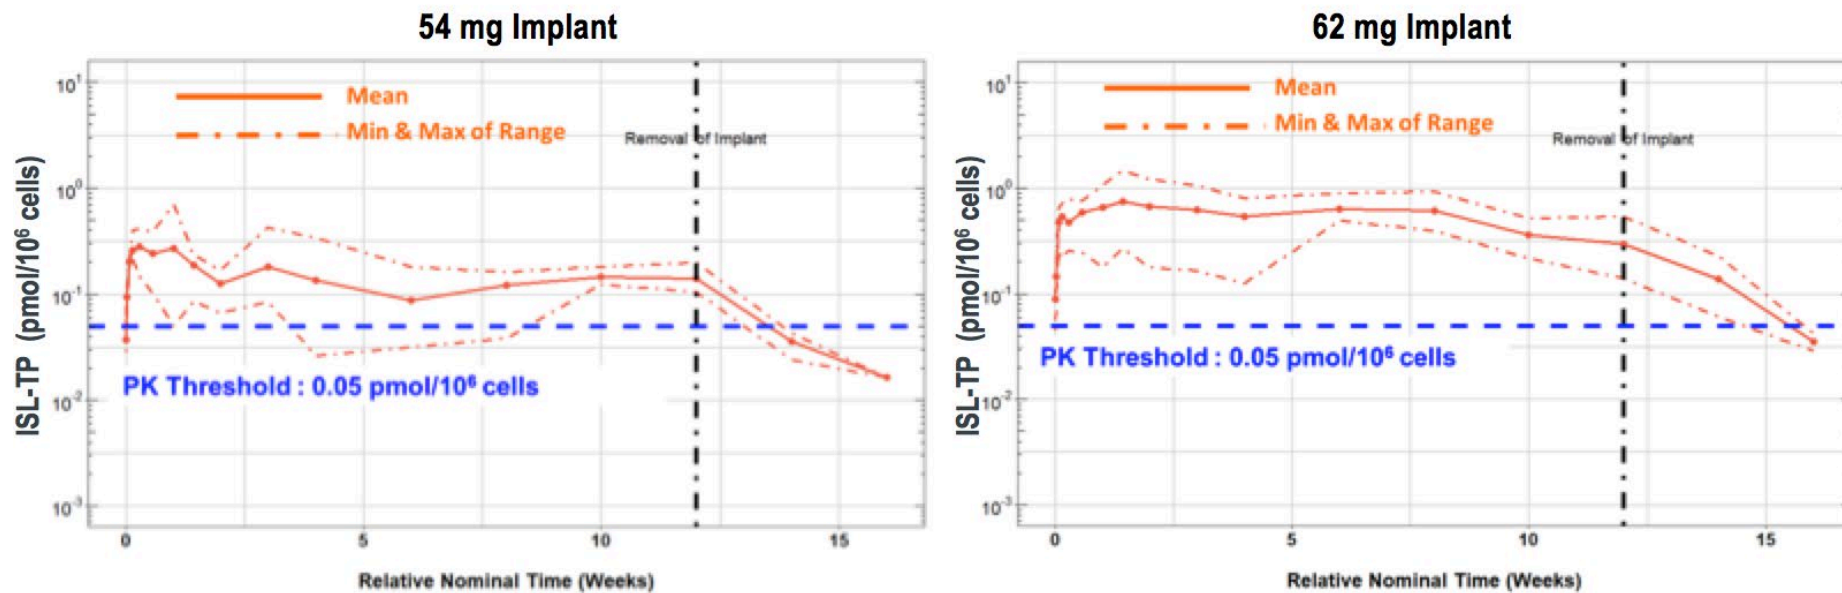 54 mg Implant
ISL-TP (pmol/10⁶ cells)
10¹
10⁰
10⁻¹
10⁻²
10⁻³
Mean
Min & Max of Range
Removal of Implant
PK Threshold : 0.05 pmol/10⁶ cells
0 5 10 15
Relative Nominal Time (Weeks)
62 mg Implant
ISL-TP (pmol/10⁶ cells)
10¹
10⁰
10⁻¹
10⁻²
10⁻³
Mean
Min & Max of Range
Removal of Implant
PK Threshold : 0.05 pmol/10⁶ cells
0 5 10 15
Relative Nominal Time (Weeks)